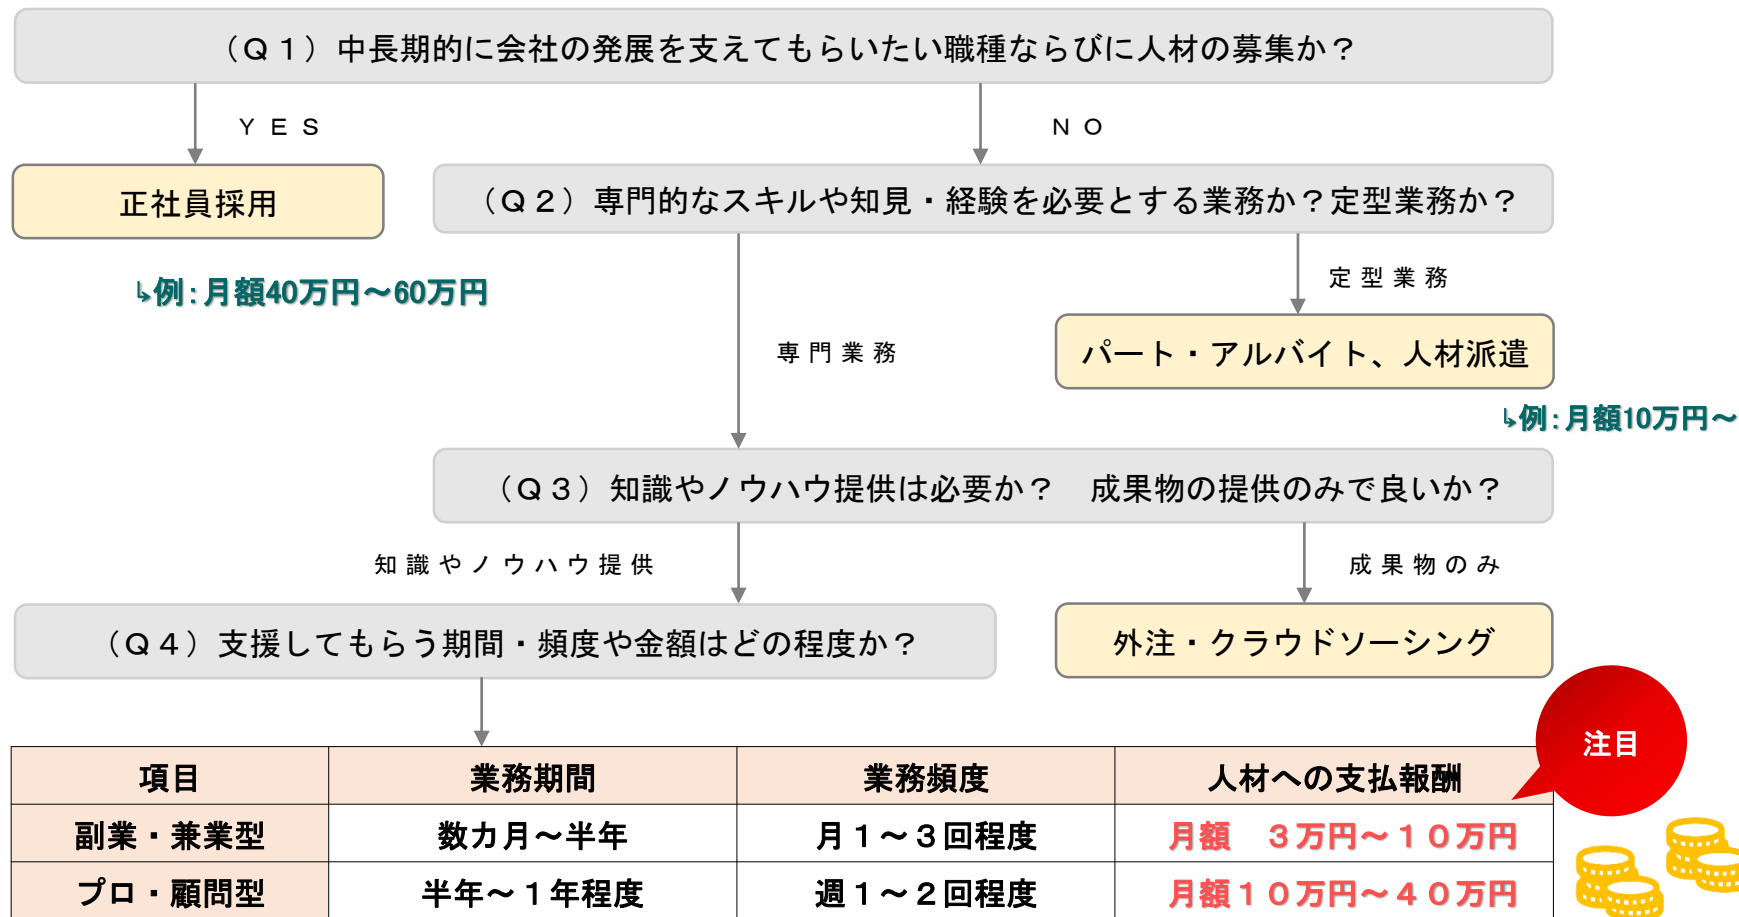 （Ｑ１）中長期的に会社の発展を支えてもらいたい職種ならびに人材の募集か？
ＹＥＳ
ＮＯ
正社員採用
（Ｑ２）専門的なスキルや知見・経験を必要とする業務か？定型業務か？
↳例：月額40万円～60万円
定型業務
専門業務
パート・アルバイト、人材派遣
↳例：月額10万円～
（Ｑ３）知識やノウハウ提供は必要か？　成果物の提供のみで良いか？
知識やノウハウ提供
成果物のみ
（Ｑ４）支援してもらう期間・頻度や金額はどの程度か？
外注・クラウドソーシング
注目
項目　業務期間　業務頻度　人材への支払報酬
副業・兼業型　数カ月～半年　月１～３回程度　月額　３万円～１０万円
プロ・顧問型　半年～１年程度　週１～２回程度　月額１０万円～４０万円